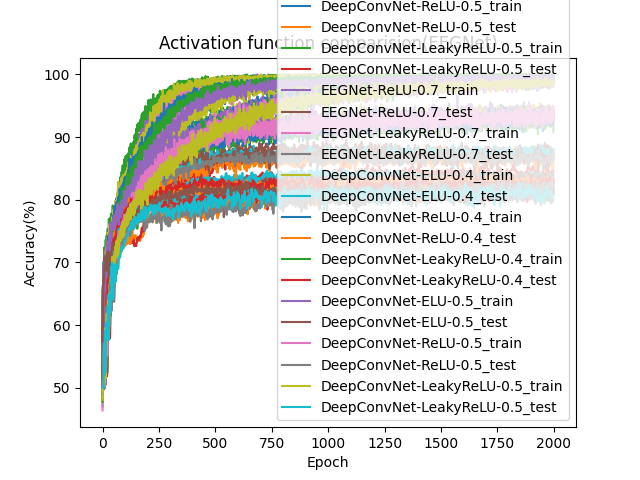 DeepConvNet-ReLU-0.5_train
DeepConvNet-ReLU-0.5_test
Activation function comparision(EEGNet)
DeepConvNet-LeakyReLU-0.5_train
DeepConvNet-LeakyReLU-0.5_test
EEGNet-ReLU-0.7_train
EEGNet-ReLU-0.7_test
EEGNet-LeakyReLU-0.7_train
EEGNet-LeakyReLU-0.7_test
DeepConvNet-ELU-0.4_train
DeepConvNet-ELU-0.4_test
DeepConvNet-ReLU-0.4_train
DeepConvNet-ReLU-0.4_test
DeepConvNet-LeakyReLU-0.4_train
DeepConvNet-LeakyReLU-0.4_test
DeepConvNet-ELU-0.5_train
DeepConvNet-ELU-0.5_test
DeepConvNet-ReLU-0.5_train
DeepConvNet-ReLU-0.5_test
DeepConvNet-LeakyReLU-0.5_train
DeepConvNet-LeakyReLU-0.5_test
100
90
80
70
60
50
Accuracy(%)
0 250 500 750 1000 1250 1500 1750 2000
Epoch